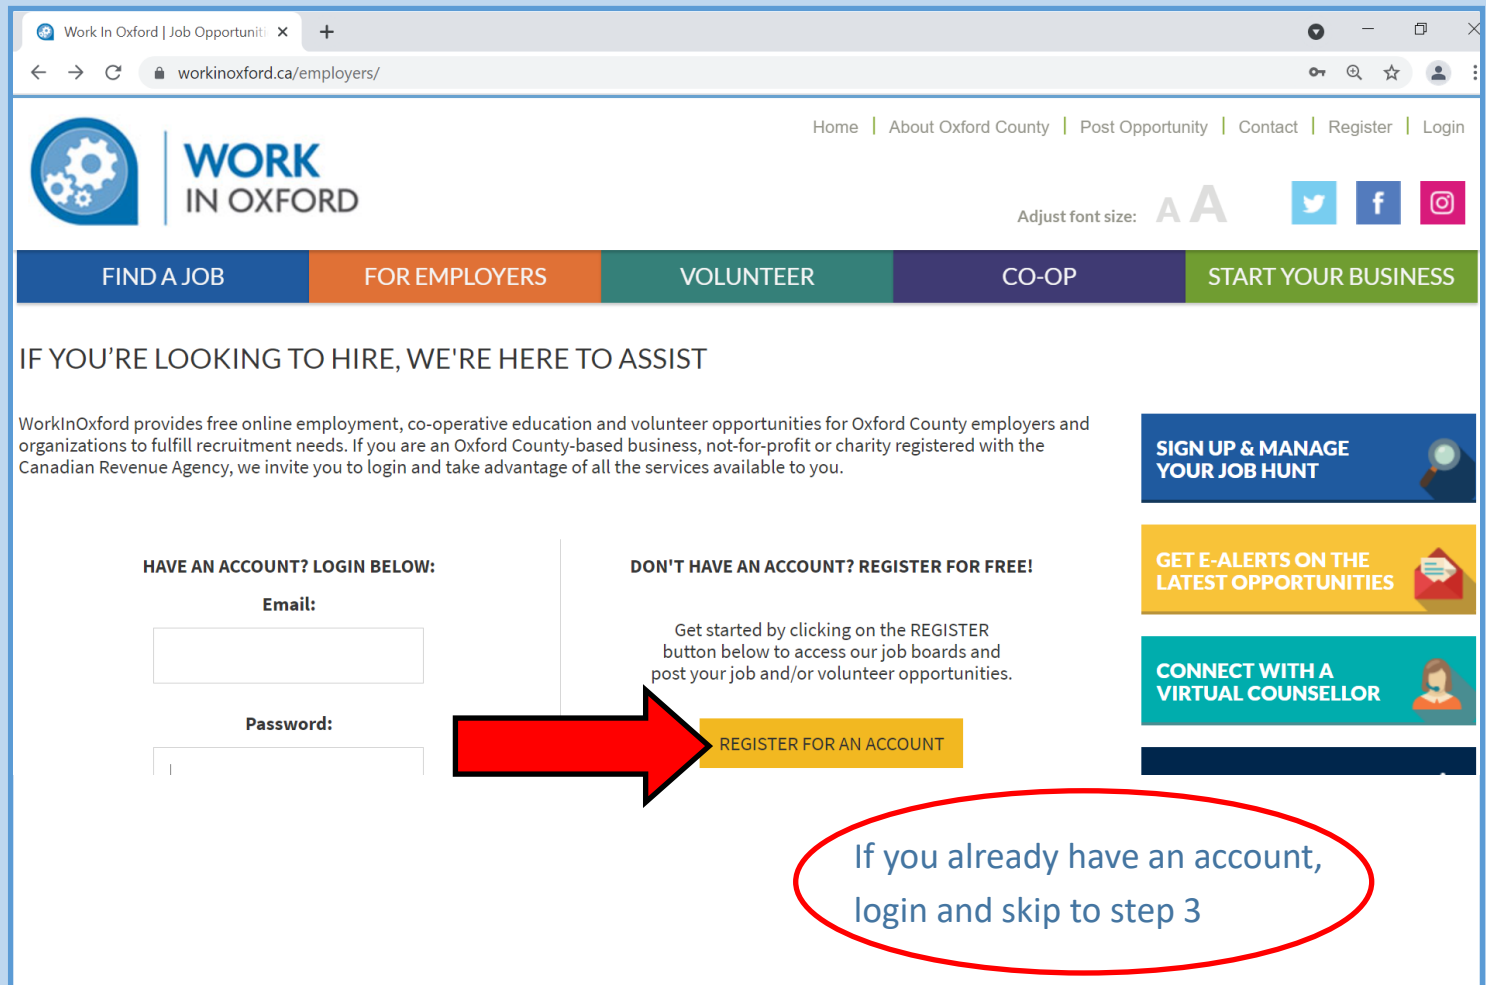 Work In Oxford | Job Opportuniti
workinoxford.ca/employers/
Home | About Oxford County | Post Opportunity | Contact | Register | Login
WORK
IN OXFORD
Adjust font size: A A
FIND A JOB
FOR EMPLOYERS
VOLUNTEER
CO-OP
START YOUR BUSINESS
IF YOU’RE LOOKING TO HIRE, WE'RE HERE TO ASSIST
WorkInOxford provides free online employment, co-operative education and volunteer opportunities for Oxford County employers and
organizations to fulfill recruitment needs. If you are an Oxford County-based business, not-for-profit or charity registered with the
Canadian Revenue Agency, we invite you to login and take advantage of all the services available to you.
HAVE AN ACCOUNT? LOGIN BELOW:
Email:
Password:
DON'T HAVE AN ACCOUNT? REGISTER FOR FREE!
Get started by clicking on the REGISTER
button below to access our job boards and
post your job and/or volunteer opportunities.
REGISTER FOR AN ACCOUNT
SIGN UP & MANAGE
YOUR JOB HUNT
GET E-ALERTS ON THE
LATEST OPPORTUNITIES
CONNECT WITH A
VIRTUAL COUNSELLOR
If you already have an account,
login and skip to step 3